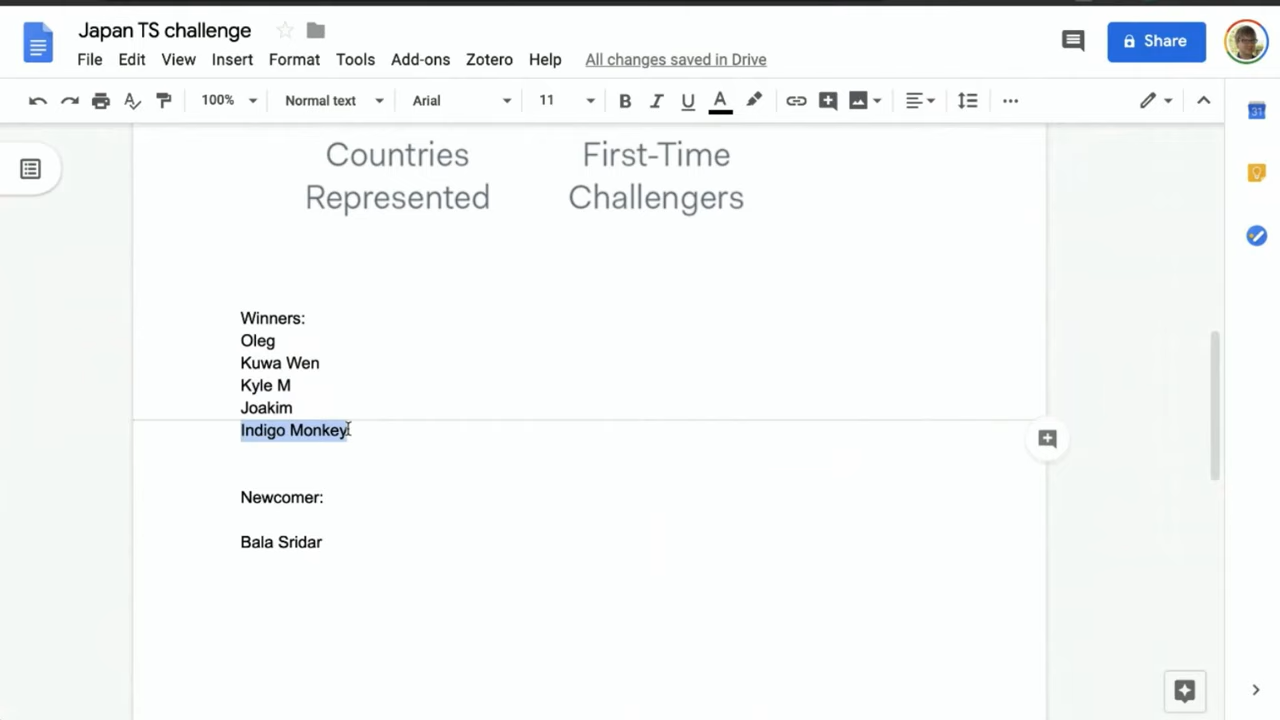 Japan TS challenge
File Edit View Insert Format Tools Add-ons Zotero Help All changes saved in Drive
Share
100% Normal text Arial 11 B I U A
31
Countries First-Time
Represented Challengers
Winners:
Oleg
Kuwa Wen
Kyle M
Joakim
Indigo Monkey
Newcomer:
Bala Sridar